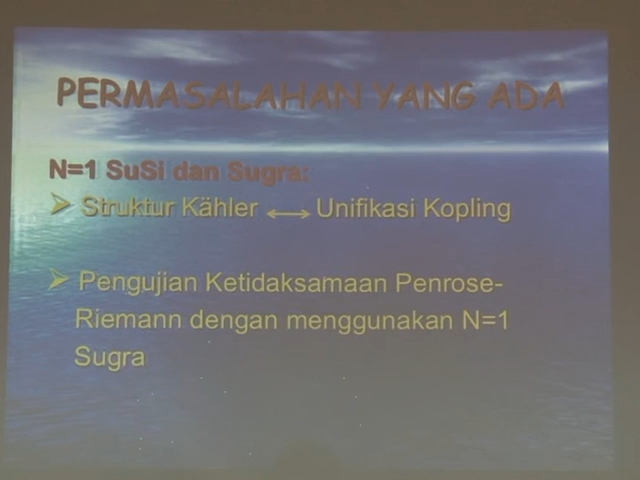 PERMASALAHAN YANG ADA
N=1 SuSi dan Sugra:
Struktur Kähler ↔ Unifikasi Kopling
Pengujian Ketidaksamaan Penrose-
Riemann dengan menggunakan N=1
Sugra